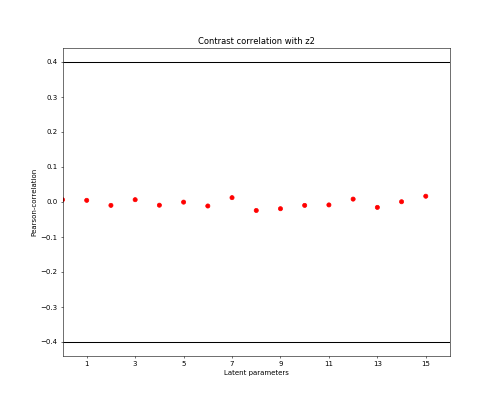 Contrast correlation with z2
0.4
0.3
0.2
0.1
0.0
−0.1
−0.2
−0.3
−0.4
Pearson-correlation
1 3 5 7 9 11 13 15
Latent parameters